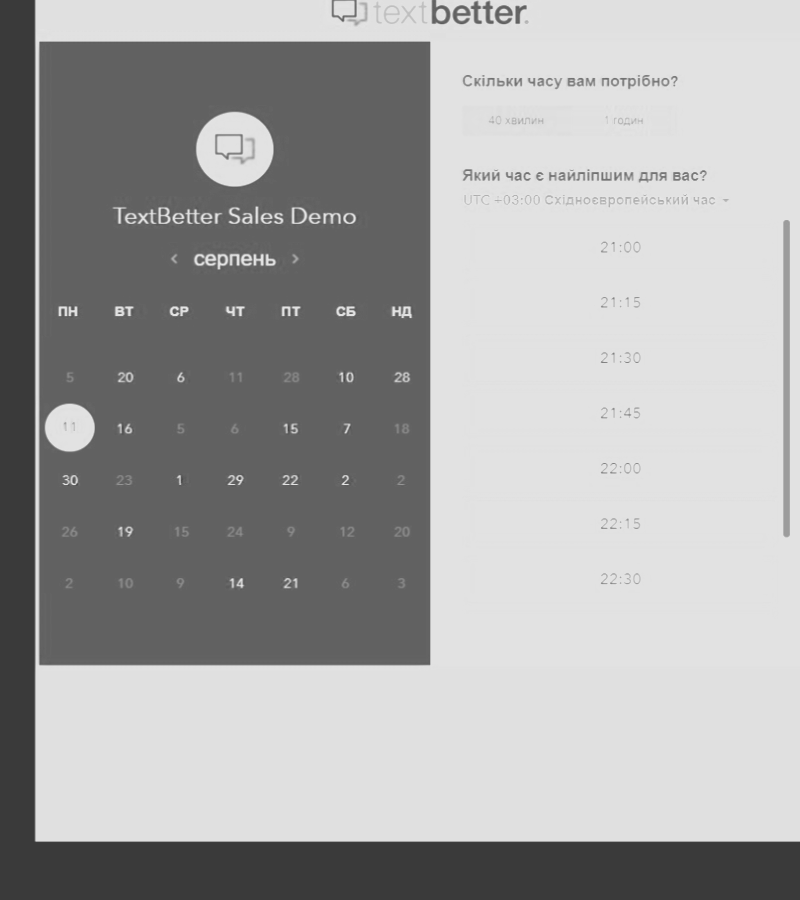 textbetter.
TextBetter Sales Demo
‹ серпень ›
ПН ВТ СР ЧТ ПТ СБ НД
5 20 6 11 28 10 28
11 16 5 6 15 7 18
30 23 1 29 22 2 2
26 19 15 24 9 12 20
2 10 9 14 21 6 3
Скільки часу вам потрібно?
40 хвилин 1 годин
Який час є найліпшим для вас?
UTC +03:00 Східноєвропейський час
21:00
21:15
21:30
21:45
22:00
22:15
22:30